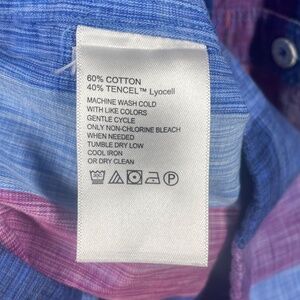 60% COTTON
40% TENCEL™ Lyocell
MACHINE WASH COLD
WITH LIKE COLORS
GENTLE CYCLE
ONLY NON-CHLORINE BLEACH
WHEN NEEDED
TUMBLE DRY LOW
COOL IRON
OR DRY CLEAN
P